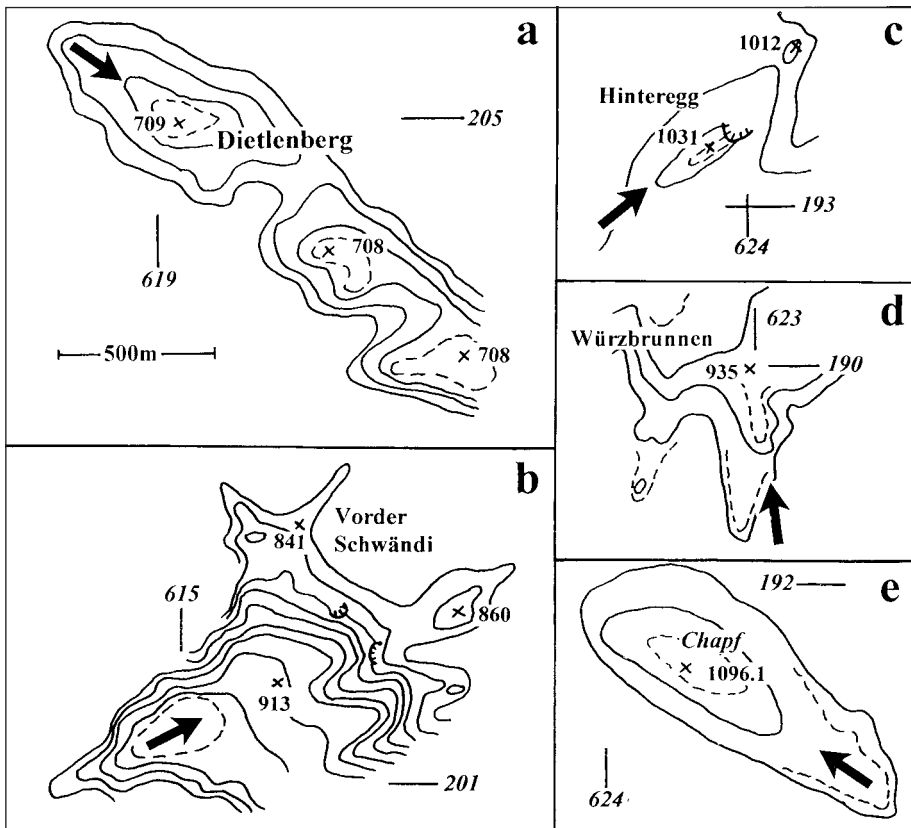 a
709
Dietlenberg
205
708
619
500m
708
b
Vorder
Schwändi
841
615
860
913
201
c
1012
Hinteregg
1031
193
624
d
623
Würzbrunnen
935
190
e
192
Chapf
1096.1
624